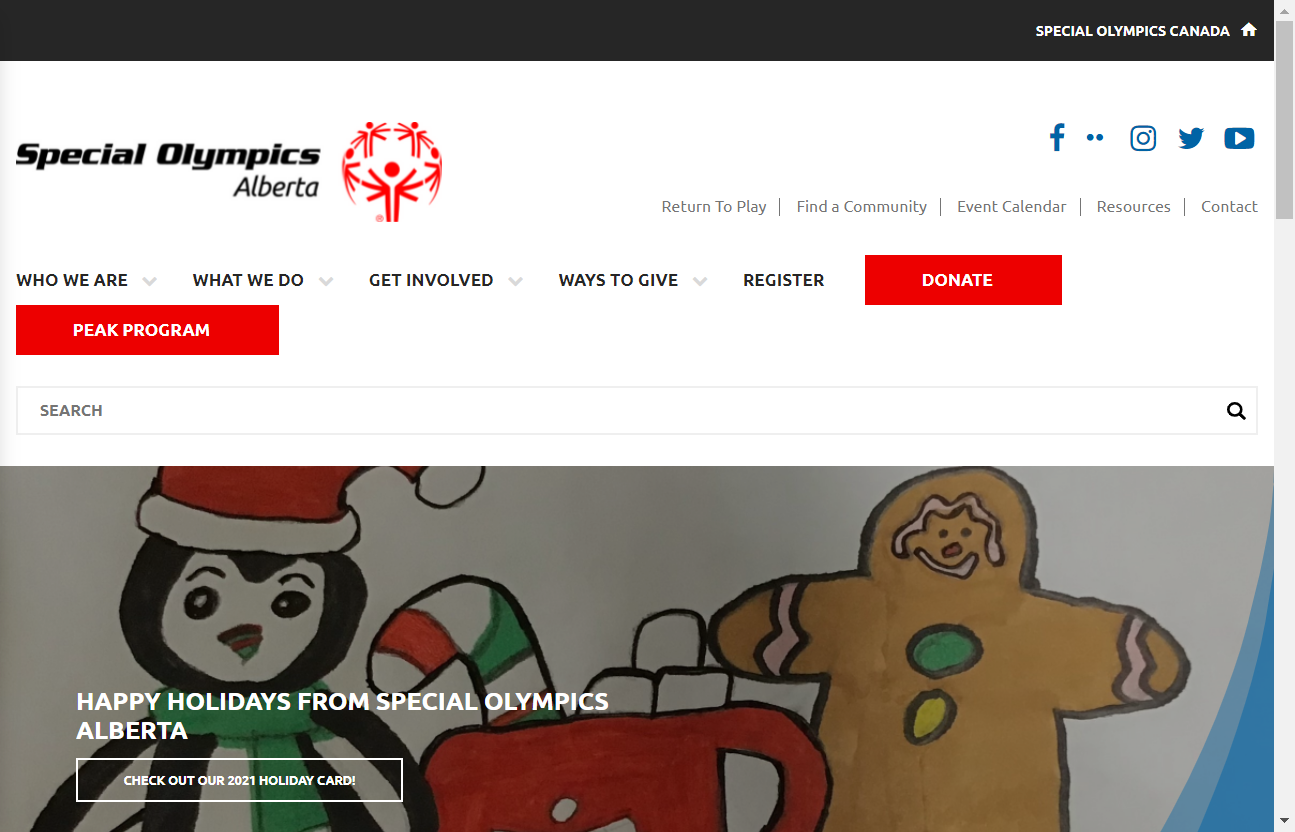 SPECIAL OLYMPICS CANADA
Special Olympics
Alberta
Return To Play
Find a Community
Event Calendar
Resources
Contact
WHO WE ARE
WHAT WE DO
GET INVOLVED
WAYS TO GIVE
REGISTER
DONATE
PEAK PROGRAM
SEARCH
HAPPY HOLIDAYS FROM SPECIAL OLYMPICS
ALBERTA
CHECK OUT OUR 2021 HOLIDAY CARD!